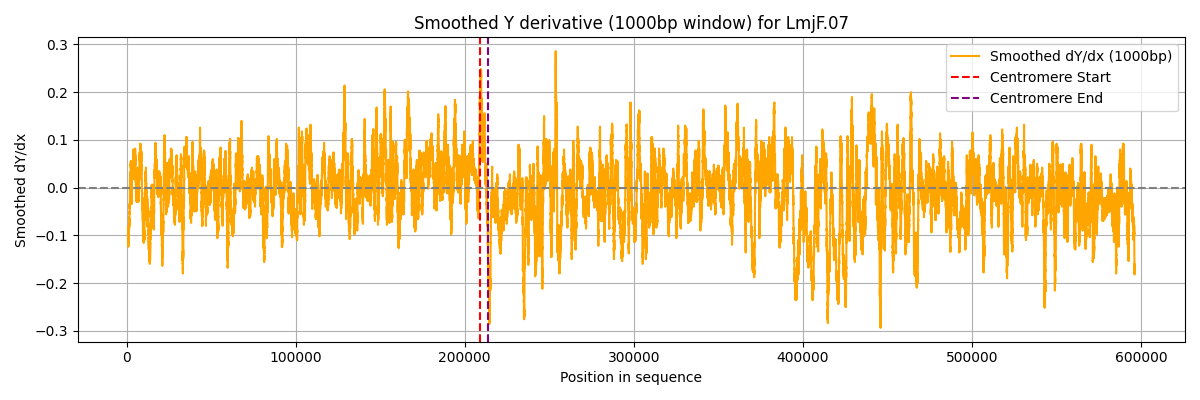 Smoothed Y derivative (1000bp window) for LmjF.07
Smoothed dY/dx
0.3
0.2
0.1
0.0
−0.1
−0.2
−0.3
Smoothed dY/dx (1000bp)
Centromere Start
Centromere End
0 100000 200000 300000 400000 500000 600000
Position in sequence